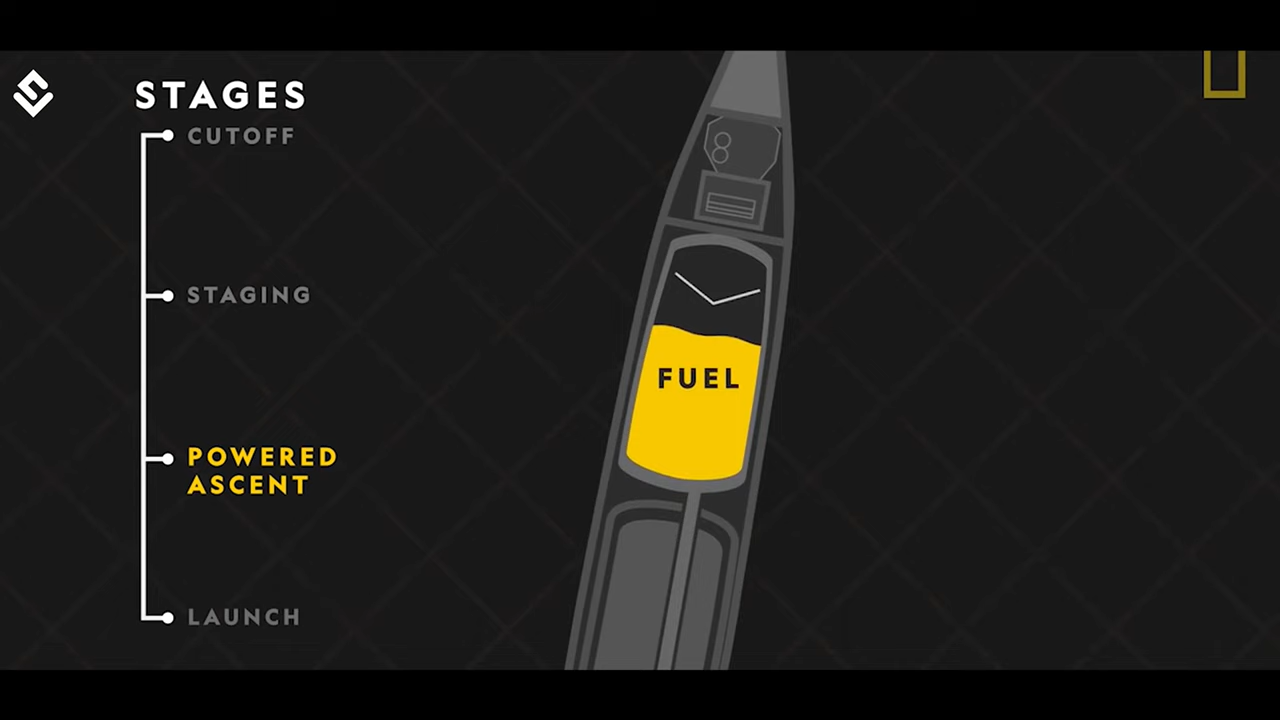 STAGES
CUTOFF
STAGING
POWERED
ASCENT
LAUNCH
FUEL